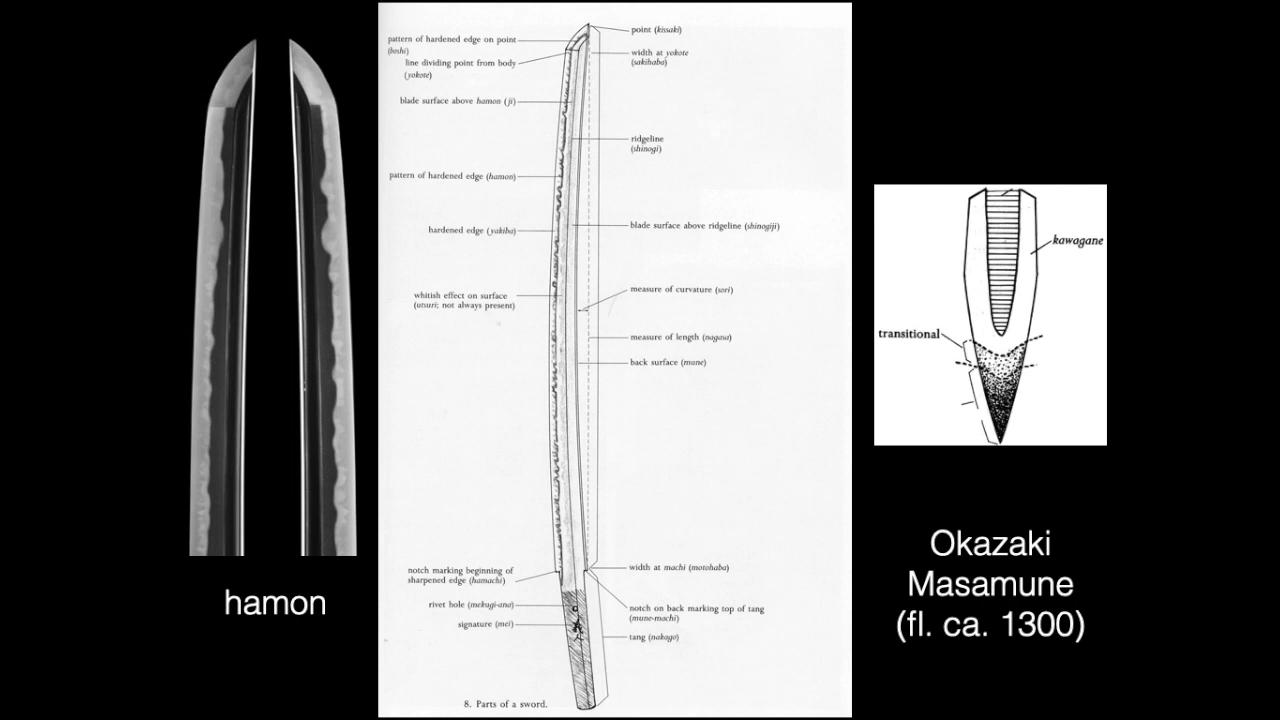 hamon
pattern of hardened edge on point
(boshi)
line dividing point from body
(yokote)
blade surface above hamon (ji)
pattern of hardened edge (hamon)
hardened edge (yakiba)
whitish effect on surface
(utsuri; not always present)
notch marking beginning of
sharpened edge (hamachi)
rivet hole (mekugi-ana)
signature (mei)
point (kissaki)
width at yokote
(sakihaba)
ridgeline
(shinogi)
blade surface above ridgeline (shinogiji)
measure of curvature (sori)
measure of length (nagasa)
back surface (mune)
width at machi (motohaba)
notch on back marking top of tang
(mune-machi)
tang (nakago)
8. Parts of a sword.
kawagane
transitional
Okazaki
Masamune
(fl. ca. 1300)